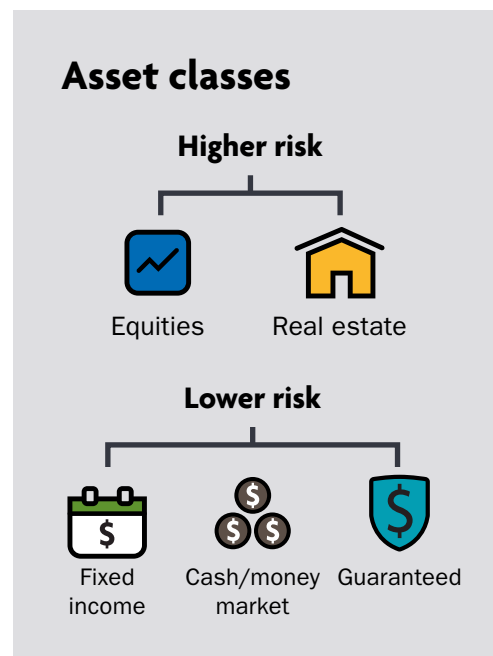 Asset classes
Higher risk
Equities
Real estate
Lower risk
$
$
$ $
$
Fixed
income
Cash/money
market
Guaranteed